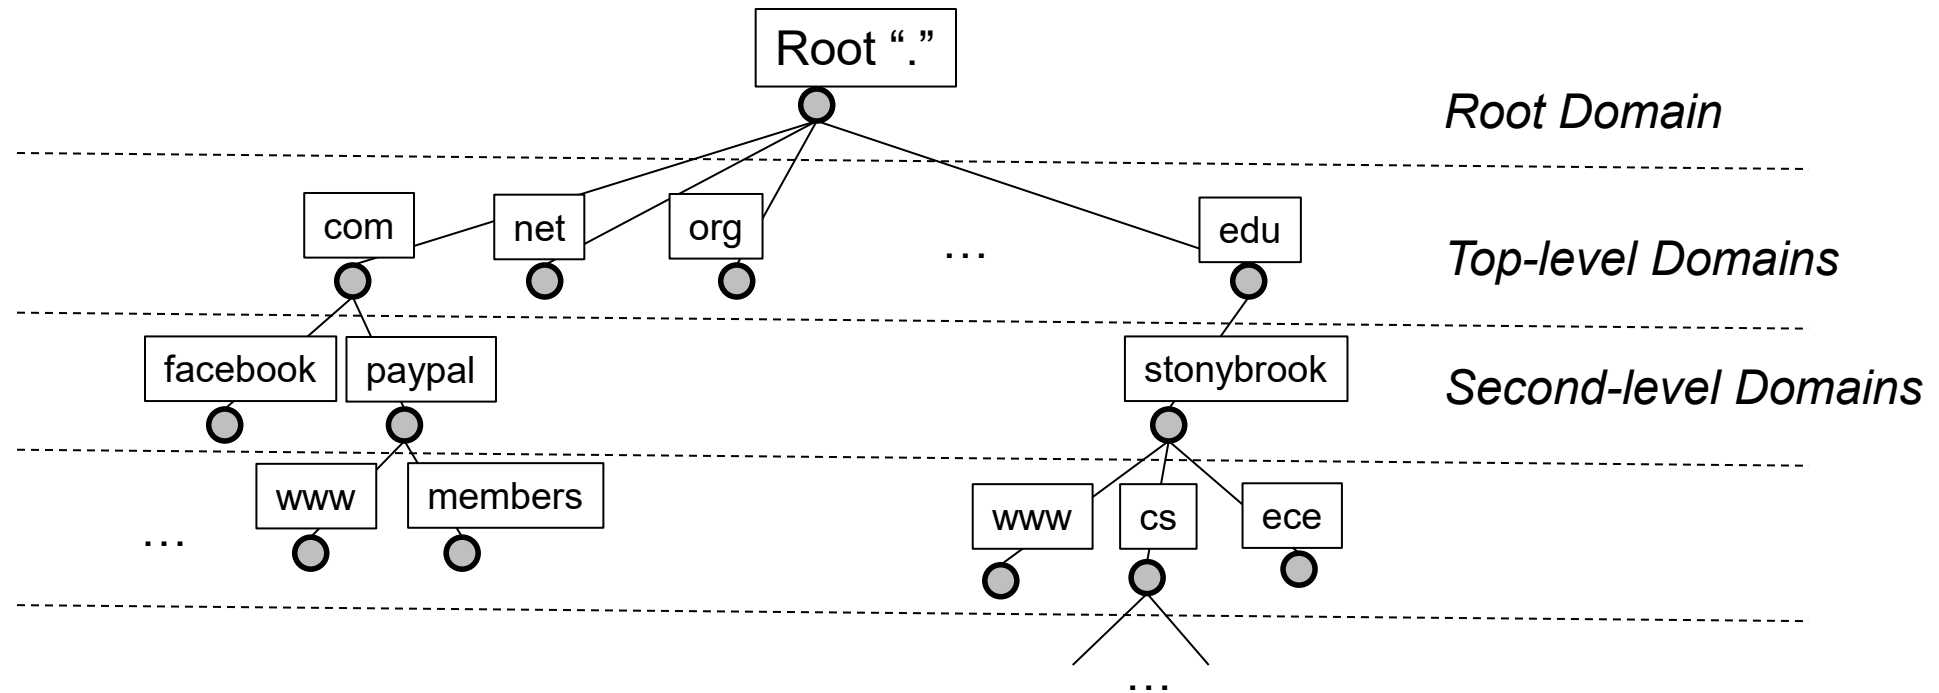 Root “.”
Root Domain
com
net
org
...
edu
Top-level Domains
facebook
paypal
stonybrook
Second-level Domains
...
www
members
www
cs
ece
...